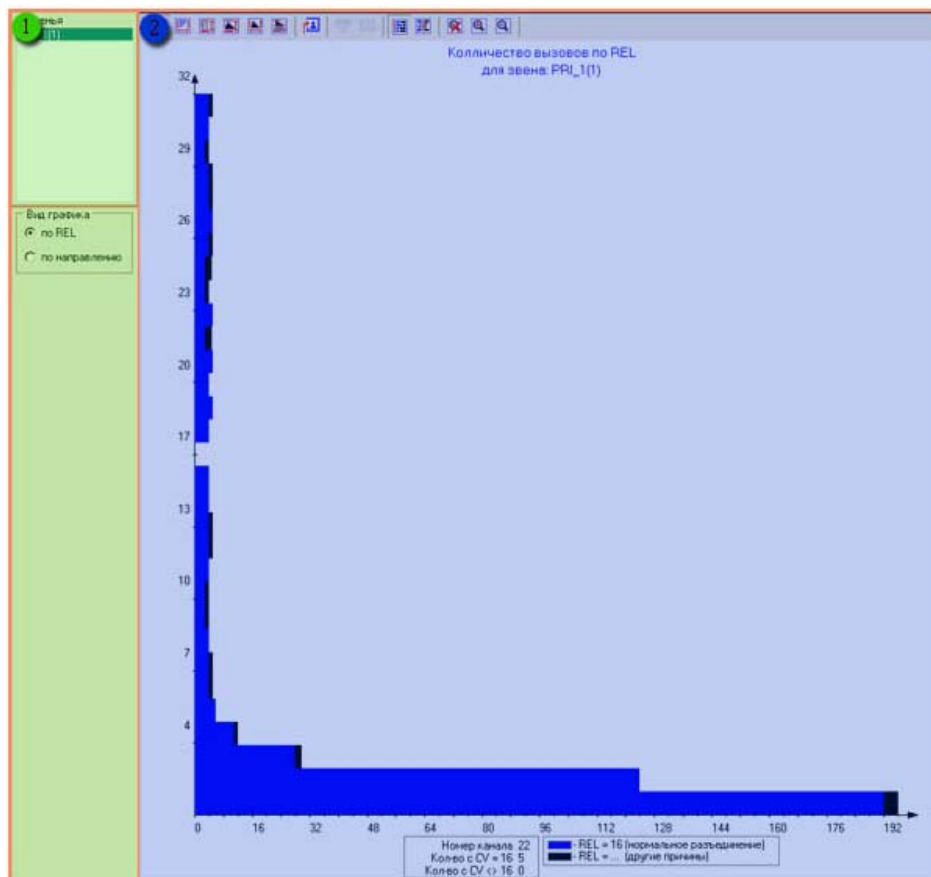 1
енья
(1)
Вид графика
по REL
по направлению
2
Колличество вызовов по REL
для звена: PRI_1(1)
32
29
26
23
20
17
13
10
7
4
0 16 32 48 64 80 96 112 128 144 160 176 192
Номер канала 22
Кол-во с CV = 16 5
Кол-во с CV <> 16 0
- REL = 16 (нормальное разъединение)
- REL = ... (другие причины)